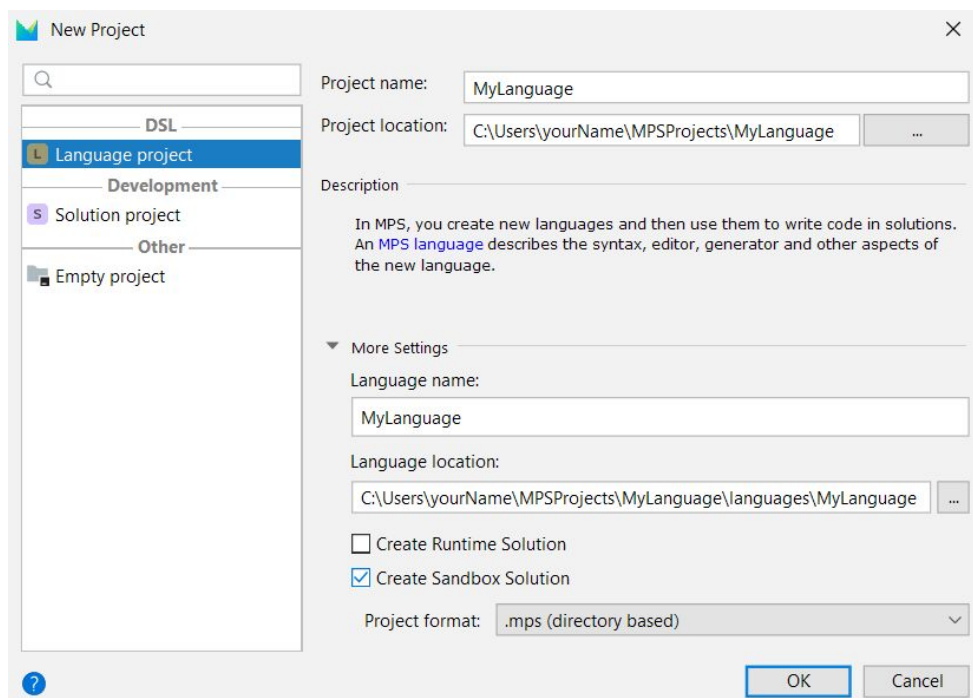 New Project
DSL
L Language project
Development
S Solution project
Other
Empty project
Project name: MyLanguage
Project location: C:\Users\yourName\MPSProjects\MyLanguage ...
Description
In MPS, you create new languages and then use them to write code in solutions.
An MPS language describes the syntax, editor, generator and other aspects of
the new language.
More Settings
Language name:
MyLanguage
Language location:
C:\Users\yourName\MPSProjects\MyLanguage\languages\MyLanguage ...
Create Runtime Solution
Create Sandbox Solution
Project format: .mps (directory based)
? OK Cancel